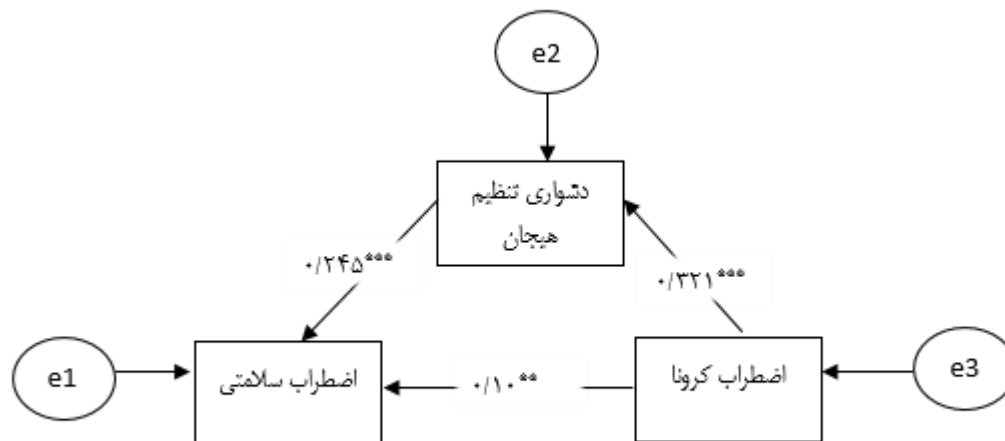 e2
دشواری تنظیم
هیجان
۰/۲۴۵***
۰/۳۲۱***
e1
اضطراب سلامتی
۰/۱۰**
اضطراب کرونا
e3